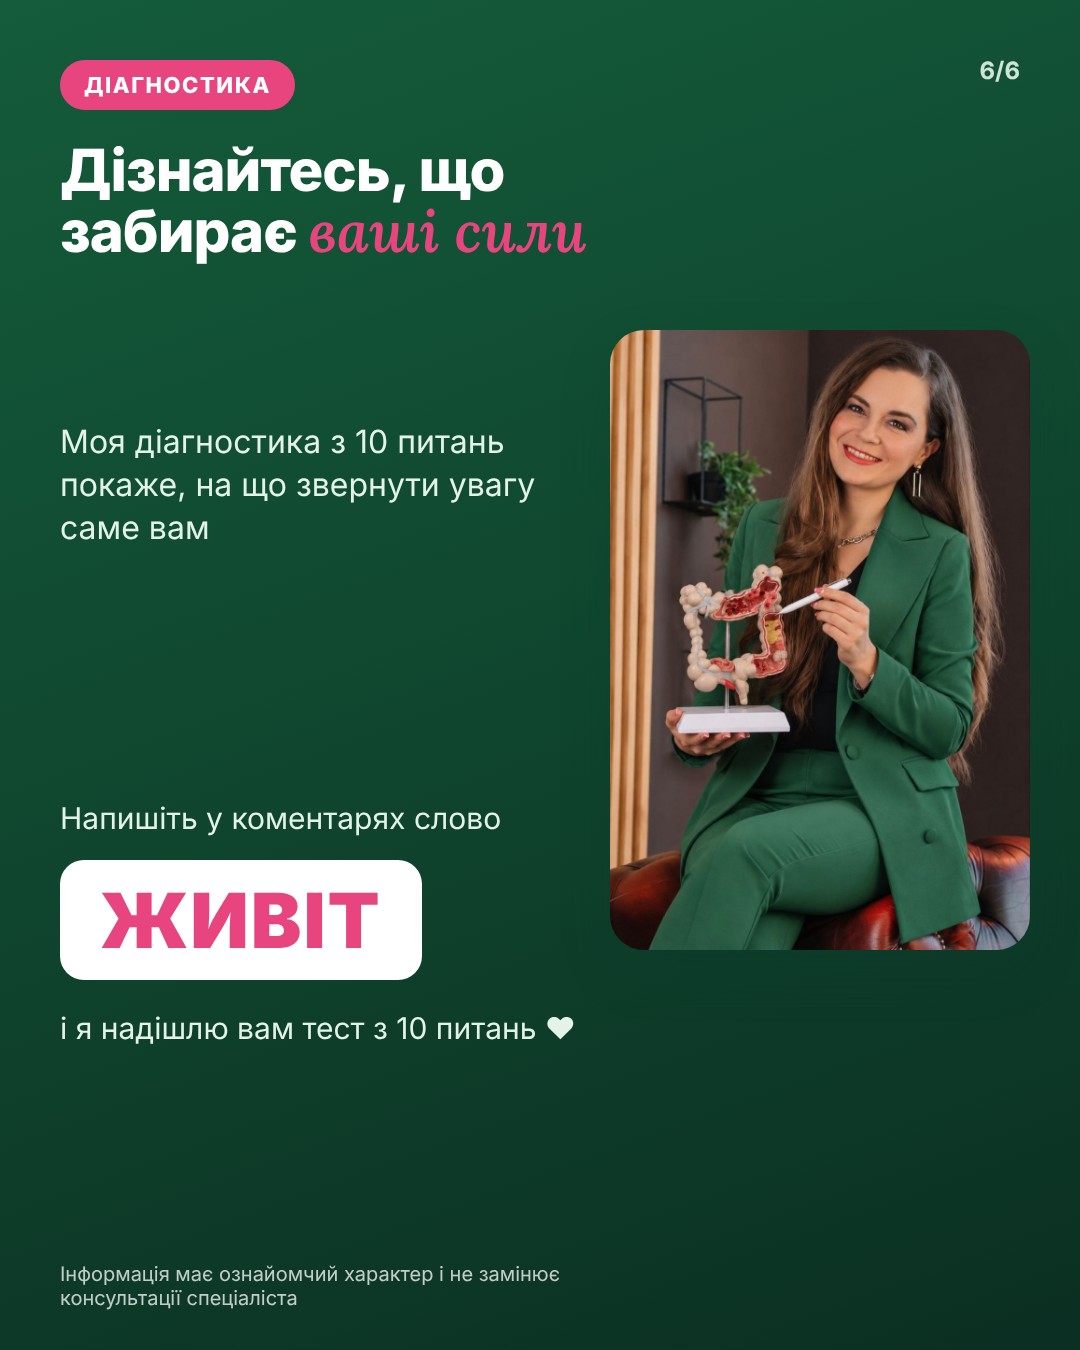 ДІАГНОСТИКА
6/6
Дізнайтесь, що
забирає ваші сили
Моя діагностика з 10 питань
покаже, на що звернути увагу
саме вам
Напишіть у коментарях слово
ЖИВІТ
і я надішлю вам тест з 10 питань ♥
Інформація має ознайомчий характер і не замінює
консультації спеціаліста